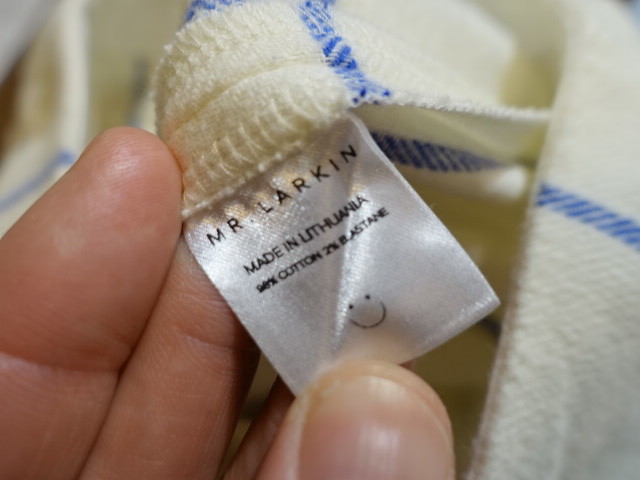 MR. LARKIN
MADE IN LITHUANIA
98% COTTON 2% ELASTANE